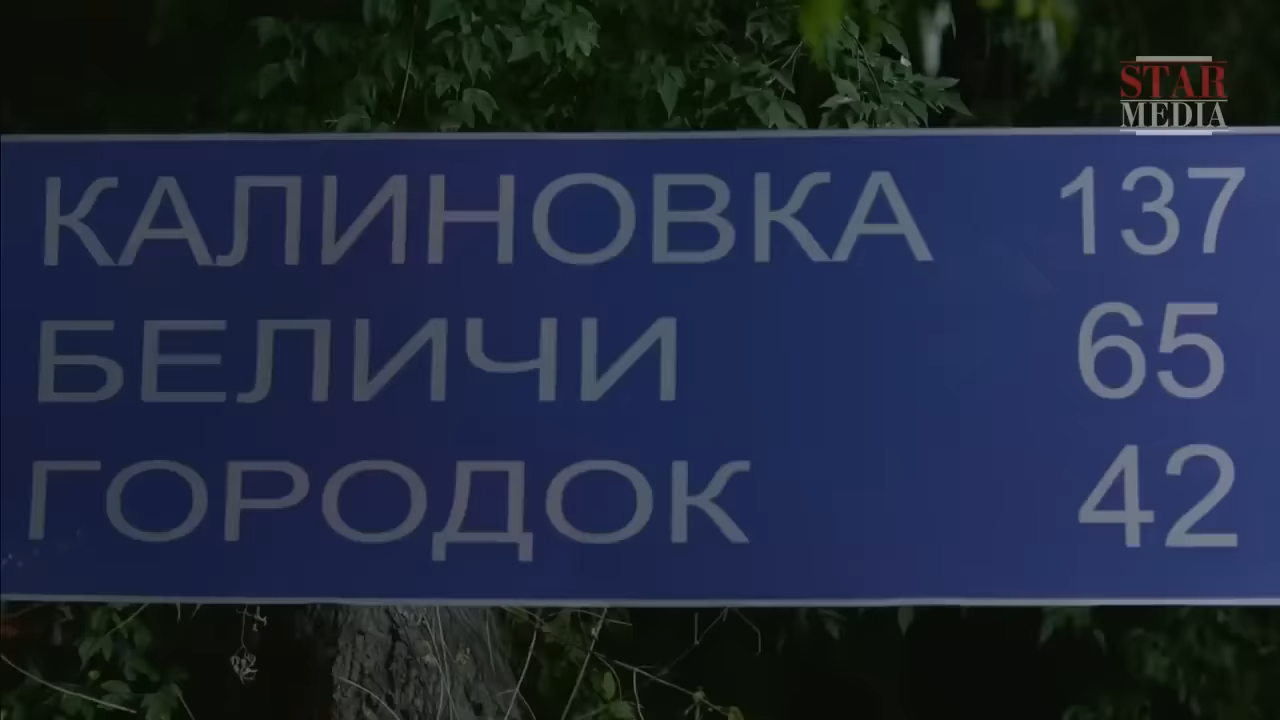 STAR
MEDIA
КАЛИНОВКА 137
БЕЛИЧИ 65
ГОРОДОК 42